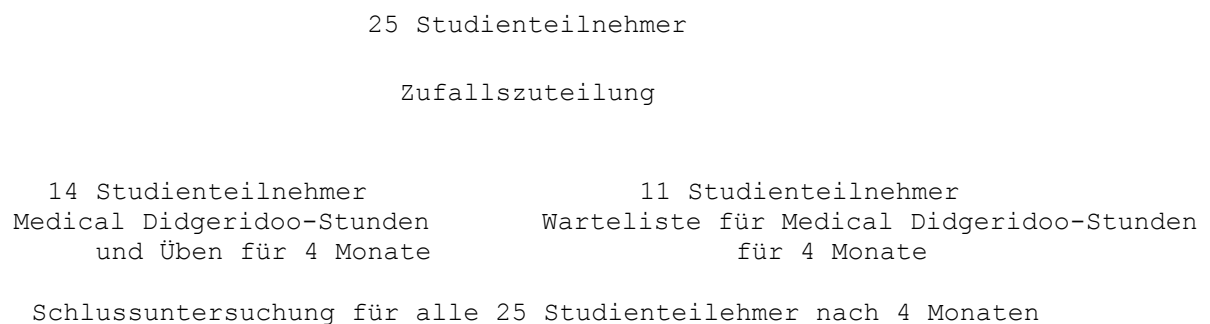 25 Studienteilnehmer
Zufallszuteilung
14 Studienteilnehmer
Medical Didgeridoo-Stunden
und Üben für 4 Monate
11 Studienteilnehmer
Warteliste für Medical Didgeridoo-Stunden
für 4 Monate
Schlussuntersuchung für alle 25 Studienteilehmer nach 4 Monaten